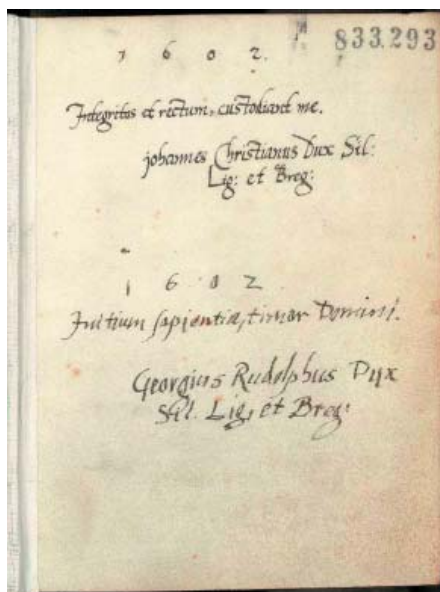 833.293
1602.
Integritas et rectum, custodiant me.
Johannes Christianus Dux Sil:
Lig: et Breg:
1602
Initium sapientiæ, timor Domini.
Georgius Rudolphus Dux
Sil. Lig, et Breg: